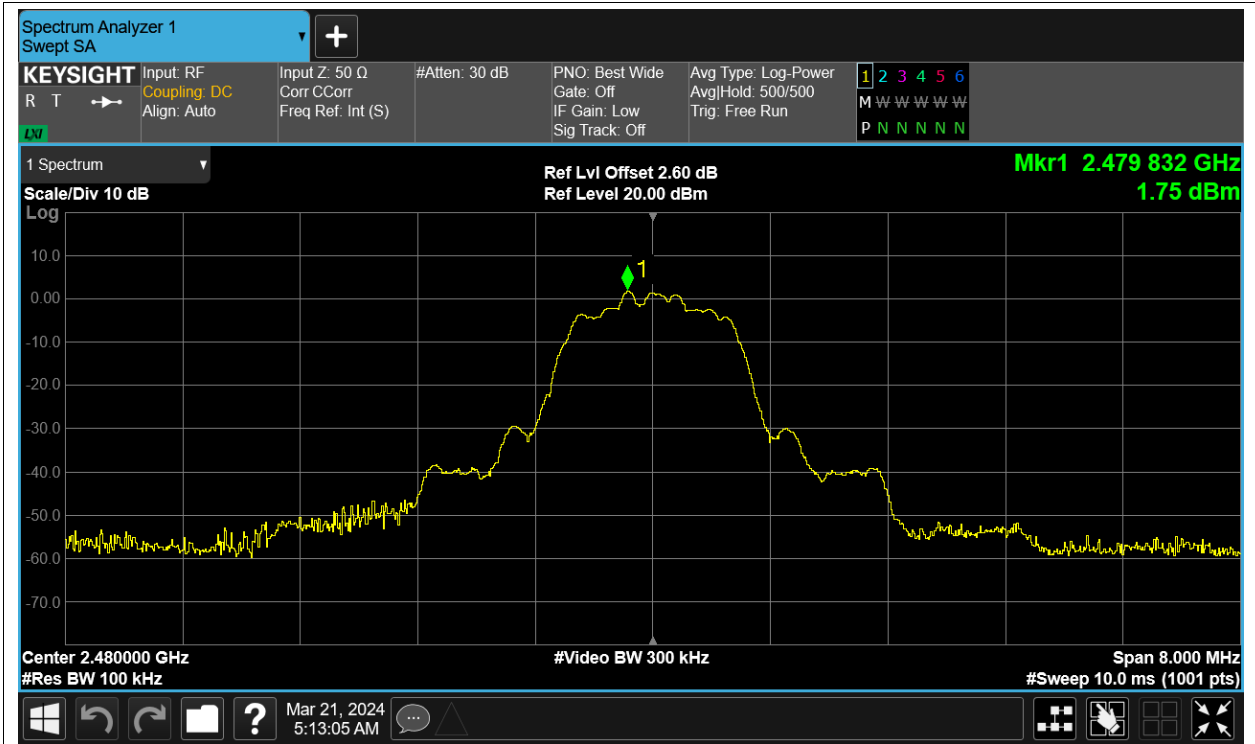 Spectrum Analyzer 1
Swept SA
KEYSIGHT
R T
LXI
Input: RF
Coupling: DC
Align: Auto
Input Z: 50 Ω
Corr CCorr
Freq Ref: Int (S)
#Atten: 30 dB
PNO: Best Wide
Gate: Off
IF Gain: Low
Sig Track: Off
Avg Type: Log-Power
Avg|Hold: 500/500
Trig: Free Run
1 2 3 4 5 6
M W W W W W
P N N N N N
1 Spectrum
Scale/Div 10 dB
Ref Lvl Offset 2.60 dB
Ref Level 20.00 dBm
Mkr1 2.479 832 GHz
1.75 dBm
Log
10.0
0.00
-10.0
-20.0
-30.0
-40.0
-50.0
-60.0
-70.0
1
Center 2.480000 GHz
#Video BW 300 kHz
Span 8.000 MHz
#Res BW 100 kHz
#Sweep 10.0 ms (1001 pts)
?
Mar 21, 2024
5:13:05 AM